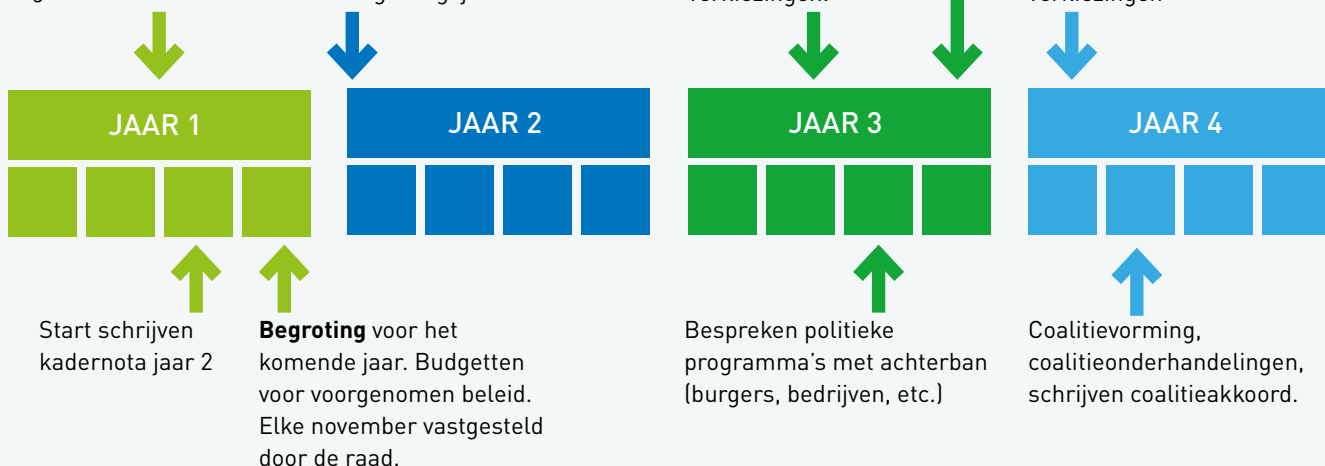 JAAR 1
JAAR 2
JAAR 3
JAAR 4
Start schrijven
kadernota jaar 2
Begroting voor het
komende jaar. Budgetten
voor voorgenomen beleid.
Elke november vastgesteld
door de raad.
Bespreken politieke
programma's met achterban
(burgers, bedrijven, etc.)
Coalitievorming,
coalitieonderhandelingen,
schrijven coalitieakkoord.